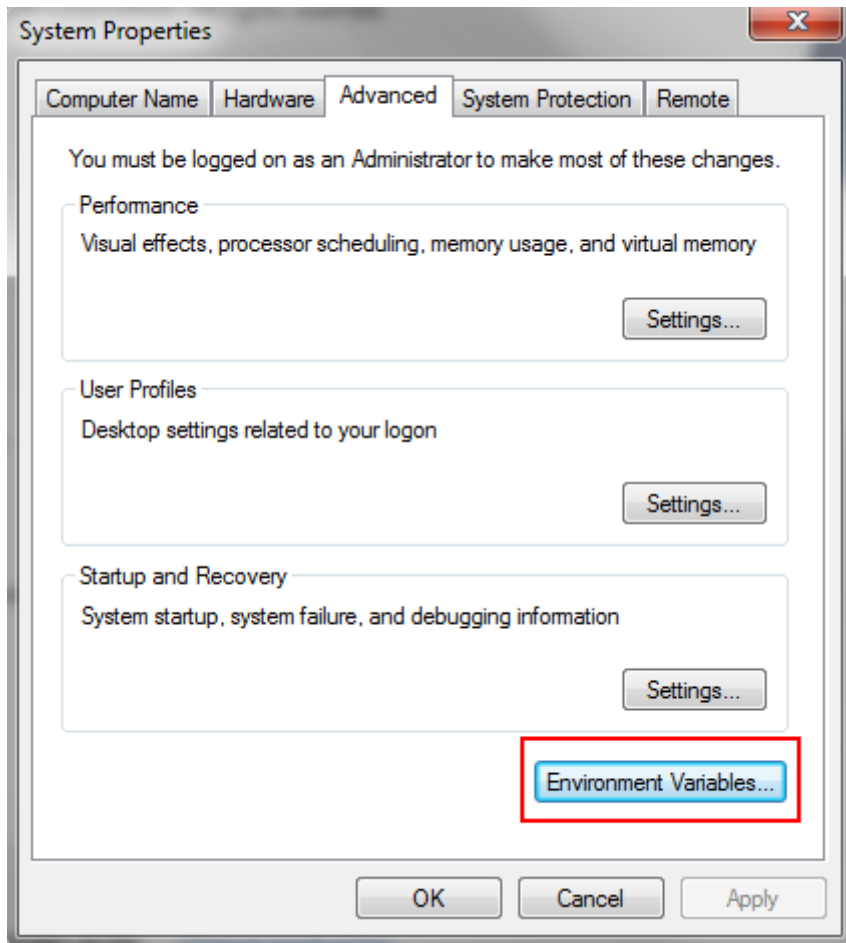 System Properties
Computer Name Hardware Advanced System Protection Remote
You must be logged on as an Administrator to make most of these changes.
Performance
Visual effects, processor scheduling, memory usage, and virtual memory
Settings...
User Profiles
Desktop settings related to your logon
Settings...
Startup and Recovery
System startup, system failure, and debugging information
Settings...
Environment Variables...
OK Cancel Apply